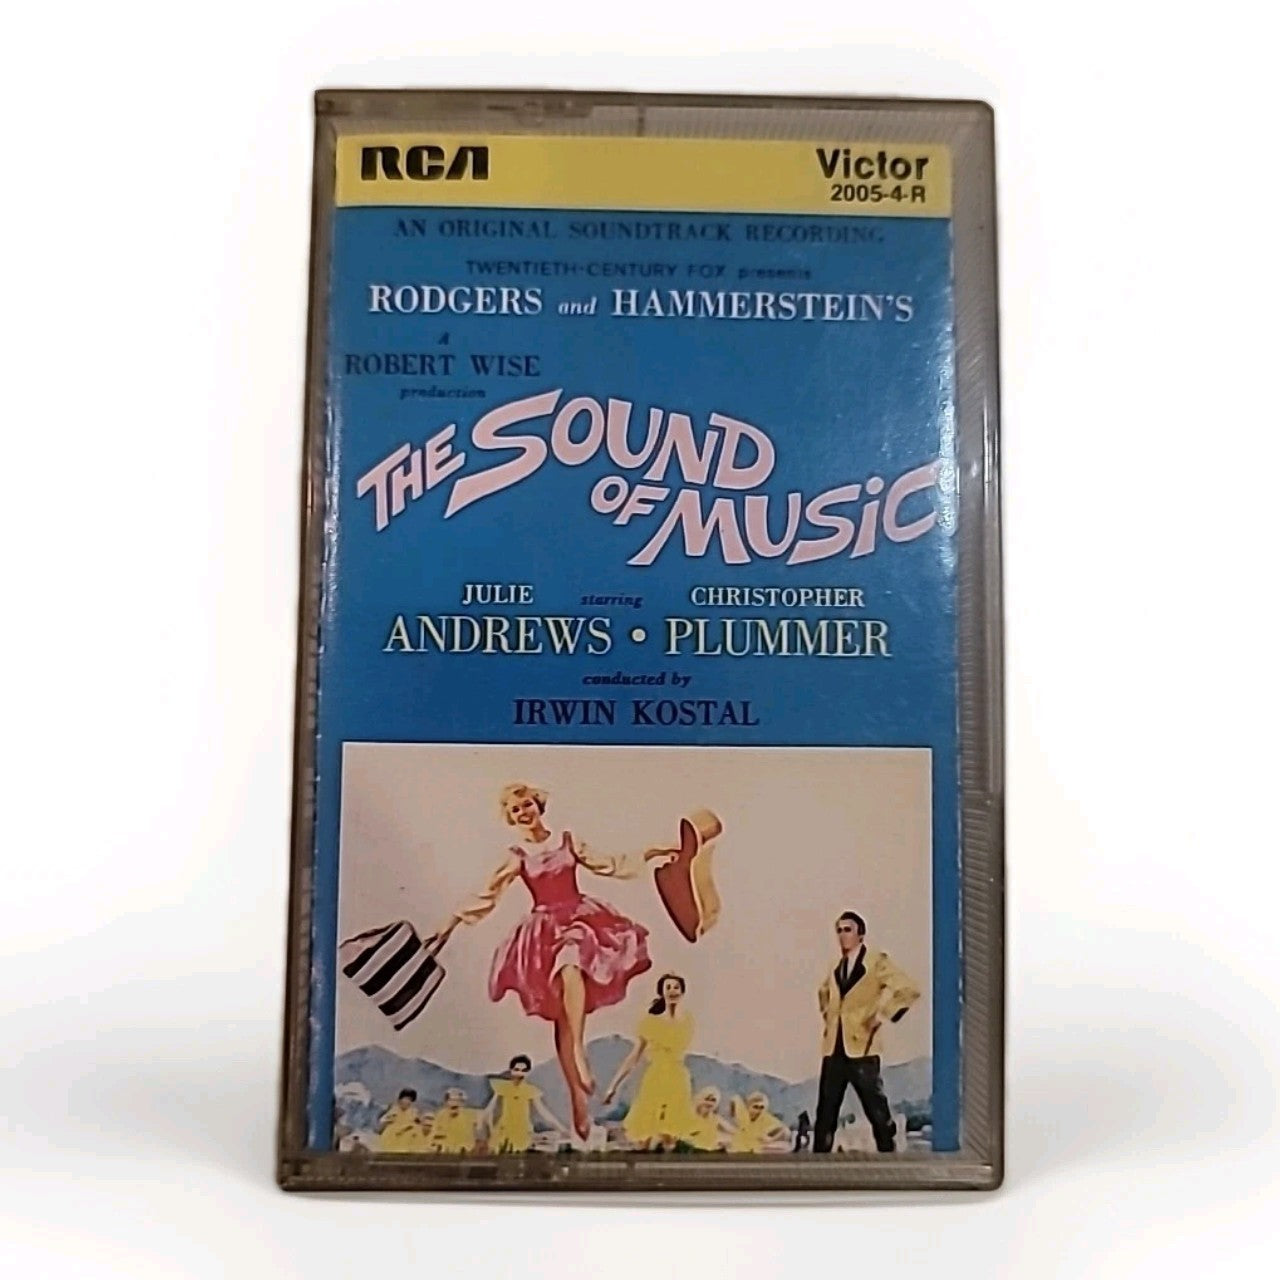 RCA
Victor
2005-4-R
AN ORIGINAL SOUNDTRACK RECORDING
TWENTIETH-CENTURY FOX presents
RODGERS and HAMMERSTEIN'S
A
ROBERT WISE
production
THE SOUND
OF MUSIC
JULIE starring CHRISTOPHER
ANDREWS • PLUMMER
conducted by
IRWIN KOSTAL